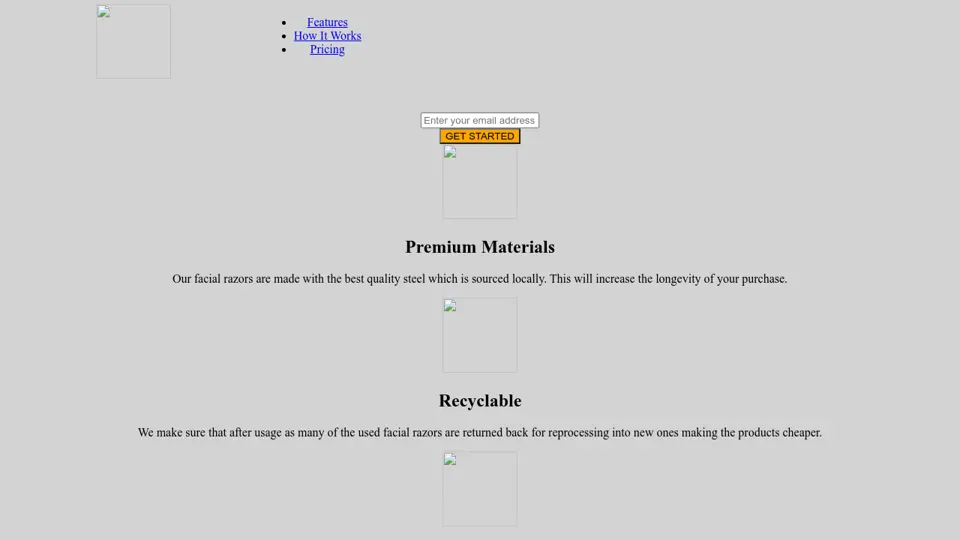 Features
How It Works
Pricing
Enter your email address
GET STARTED
Premium Materials
Our facial razors are made with the best quality steel which is sourced locally. This will increase the longevity of your purchase.
Recyclable
We make sure that after usage as many of the used facial razors are returned back for reprocessing into new ones making the products cheaper.